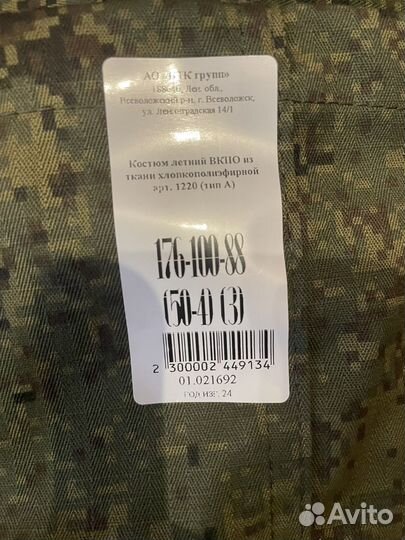 АО «БТК групп»
188640, Лен. обл.,
Всеволожский р-н, г. Всеволожск,
ул. Ленинградская 14/1
Костюм летний ВКПО из
ткани хлопкополиэфирной
арт. 1220 (тип А)
176-100-88
(50-4) (3)
2 300002 449134
01.021692
год изг. 24
Avito